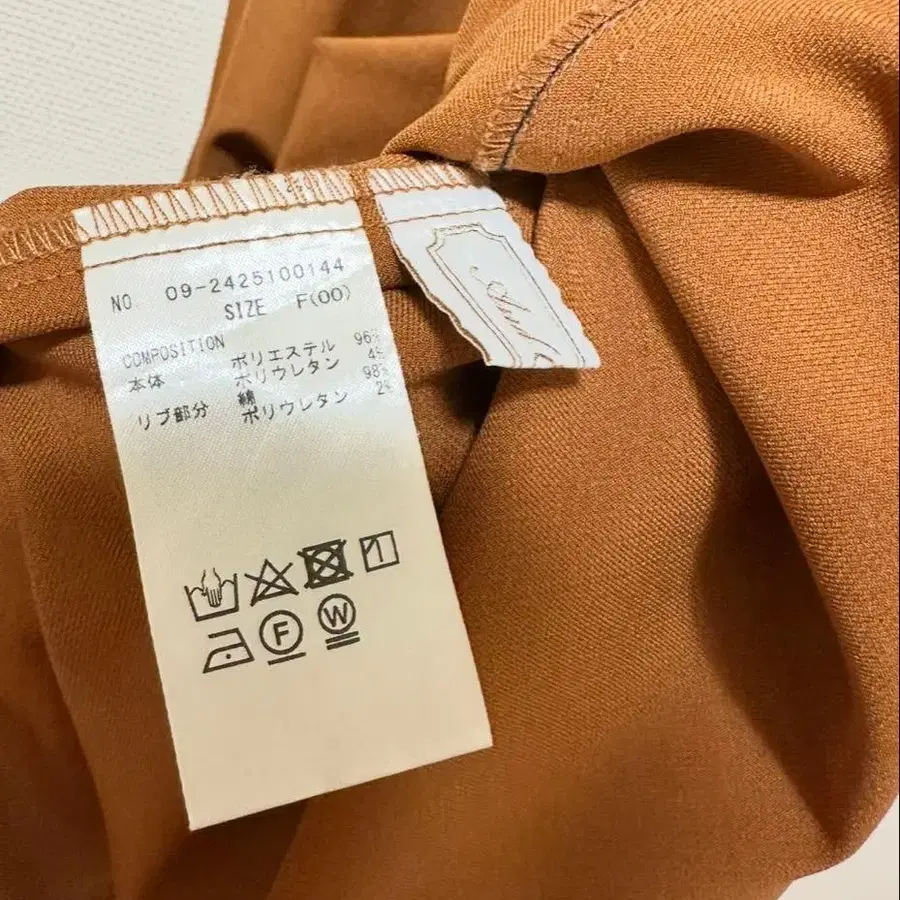 NO 09-2425100144
SIZE F(00)
COMPOSITION
本体 ポリエステル 96%
ポリウレタン 4%
リブ部分 綿 98%
ポリウレタン 2%
F W